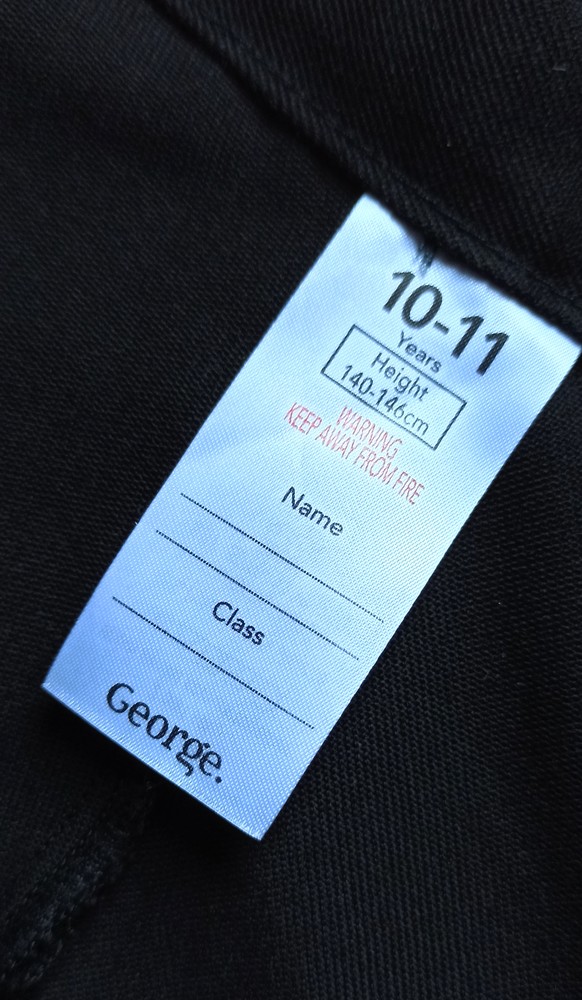 10-11
Years
Height
140-146cm
WARNING
KEEP AWAY FROM FIRE
Name
Class
George.